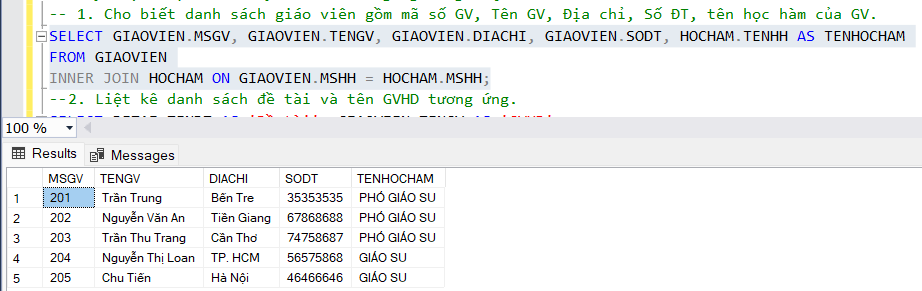 -- 1. Cho biết danh sách giáo viên gồm mã số GV, Tên GV, Địa chỉ, Số ĐT, tên học hàm của GV.
SELECT GIAOVIEN.MSGV, GIAOVIEN.TENGV, GIAOVIEN.DIACHI, GIAOVIEN.SODT, HOCHAM.TENHH AS TENHOCHAM
FROM GIAOVIEN
INNER JOIN HOCHAM ON GIAOVIEN.MSHH = HOCHAM.MSHH;
--2. Liệt kê danh sách đề tài và tên GVHD tương ứng.
100 %
Results Messages
MSGV TENGV DIACHI SODT TENHOCHAM
1 201 Trần Trung Bến Tre 35353535 PHÓ GIÁO SU
2 202 Nguyễn Văn An Tiền Giang 67868688 PHÓ GIÁO SU
3 203 Trần Thu Trang Cần Thơ 74758687 PHÓ GIÁO SU
4 204 Nguyễn Thị Loan TP. HCM 56575868 GIÁO SU
5 205 Chu Tiến Hà Nội 46466646 GIÁO SU